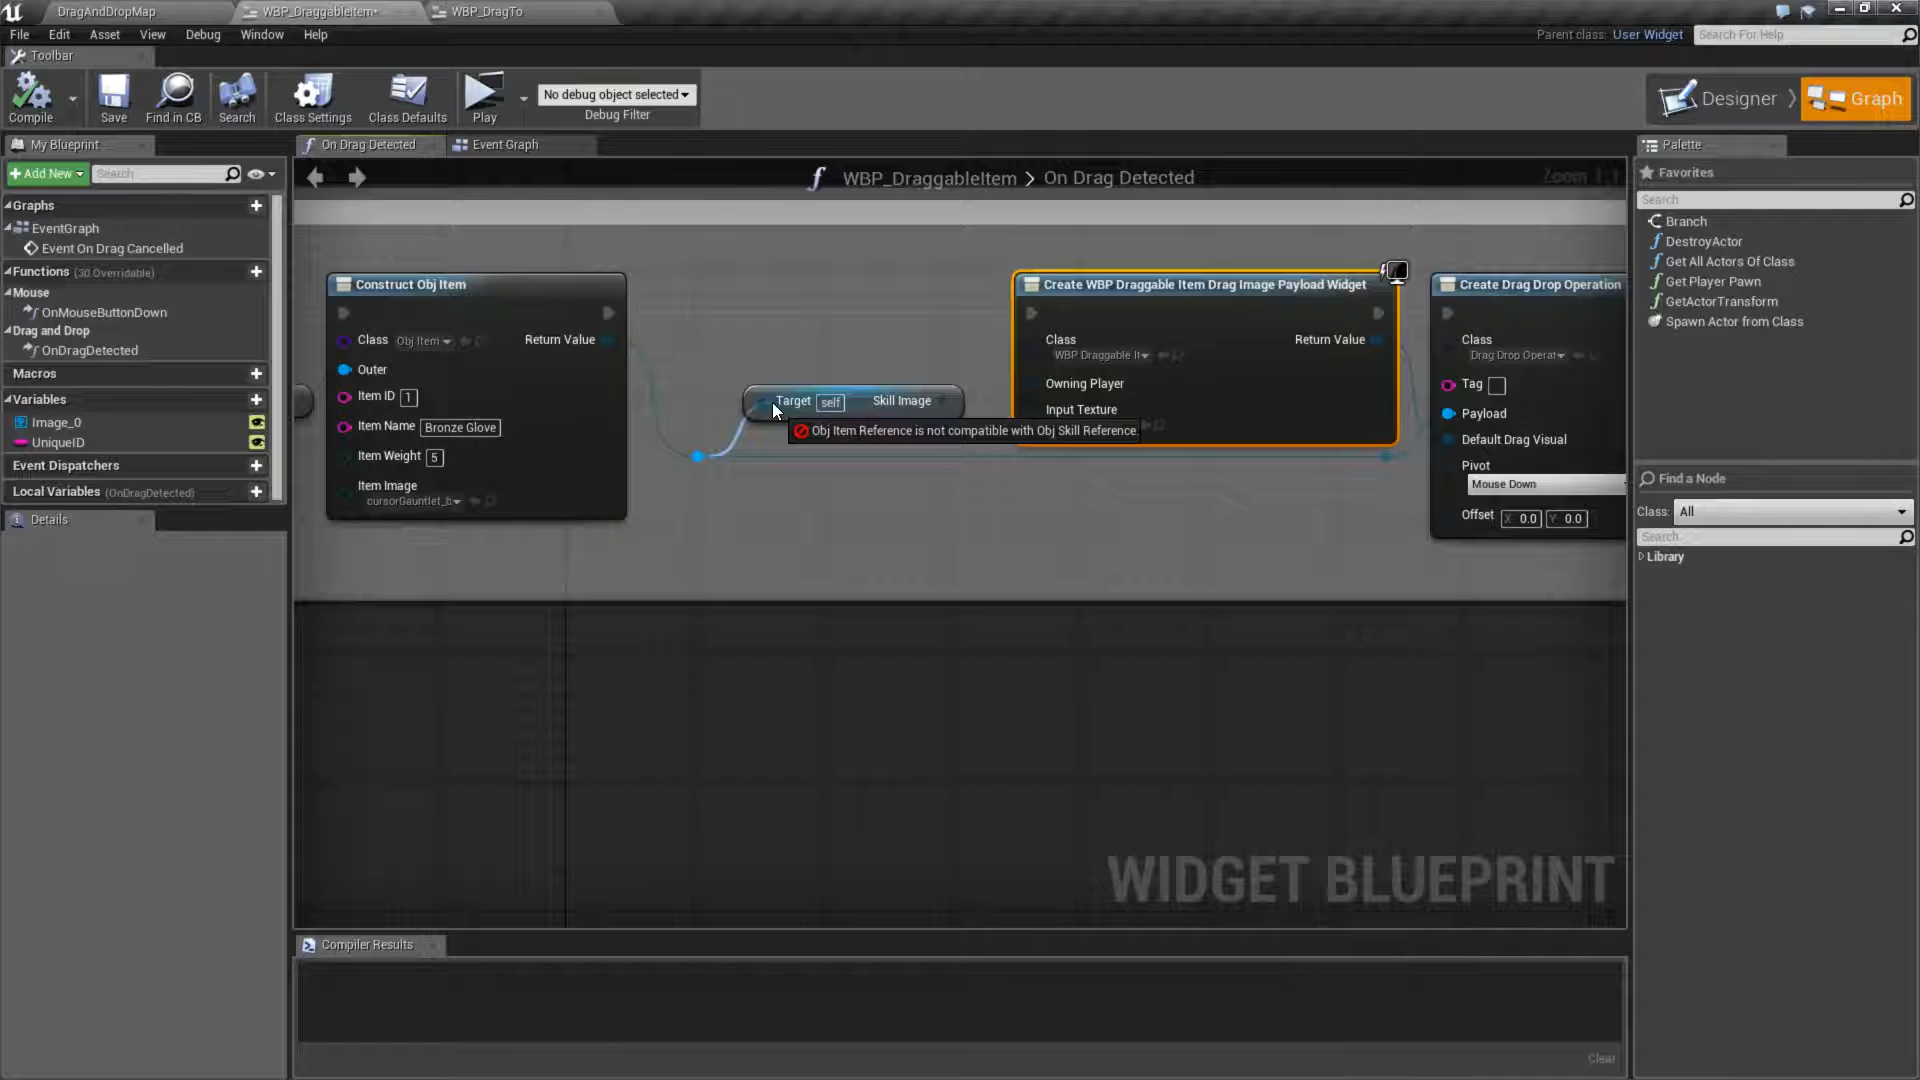 DragAndDropMap
WBP_DraggableItem*
WBP_DragTo
File Edit Asset View Debug Window Help
Parent class: User Widget
Search For Help
Toolbar
Compile
Save
Find in CB
Search
Class Settings
Class Defaults
Play
No debug object selected
Debug Filter
Designer
Graph
My Blueprint
Add New
Search
Graphs
EventGraph
Event On Drag Cancelled
Functions (30 Overridable)
Mouse
OnMouseButtonDown
Drag and Drop
OnDragDetected
Macros
Variables
Image_0
UniqueID
Event Dispatchers
Local Variables (OnDragDetected)
Details
On Drag Detected
Event Graph
WBP_DraggableItem > On Drag Detected
Zoom 1:1
Construct Obj Item
Class Obj Item
Return Value
Outer
Item ID 1
Item Name Bronze Glove
Item Weight 5
Item Image
cursorGauntlet_b
Target self
Skill Image
Obj Item Reference is not compatible with Obj Skill Reference.
Create WBP Draggable Item Drag Image Payload Widget
Class
WBP Draggable It
Return Value
Owning Player
Input Texture
Create Drag Drop Operation
Class
Drag Drop Operat
Tag
Payload
Default Drag Visual
Pivot
Mouse Down
Offset X 0.0 Y 0.0
WIDGET BLUEPRINT
Compiler Results
Clear
Palette
Favorites
Search
Branch
DestroyActor
Get All Actors Of Class
Get Player Pawn
GetActorTransform
Spawn Actor from Class
Find a Node
Class: All
Search
Library